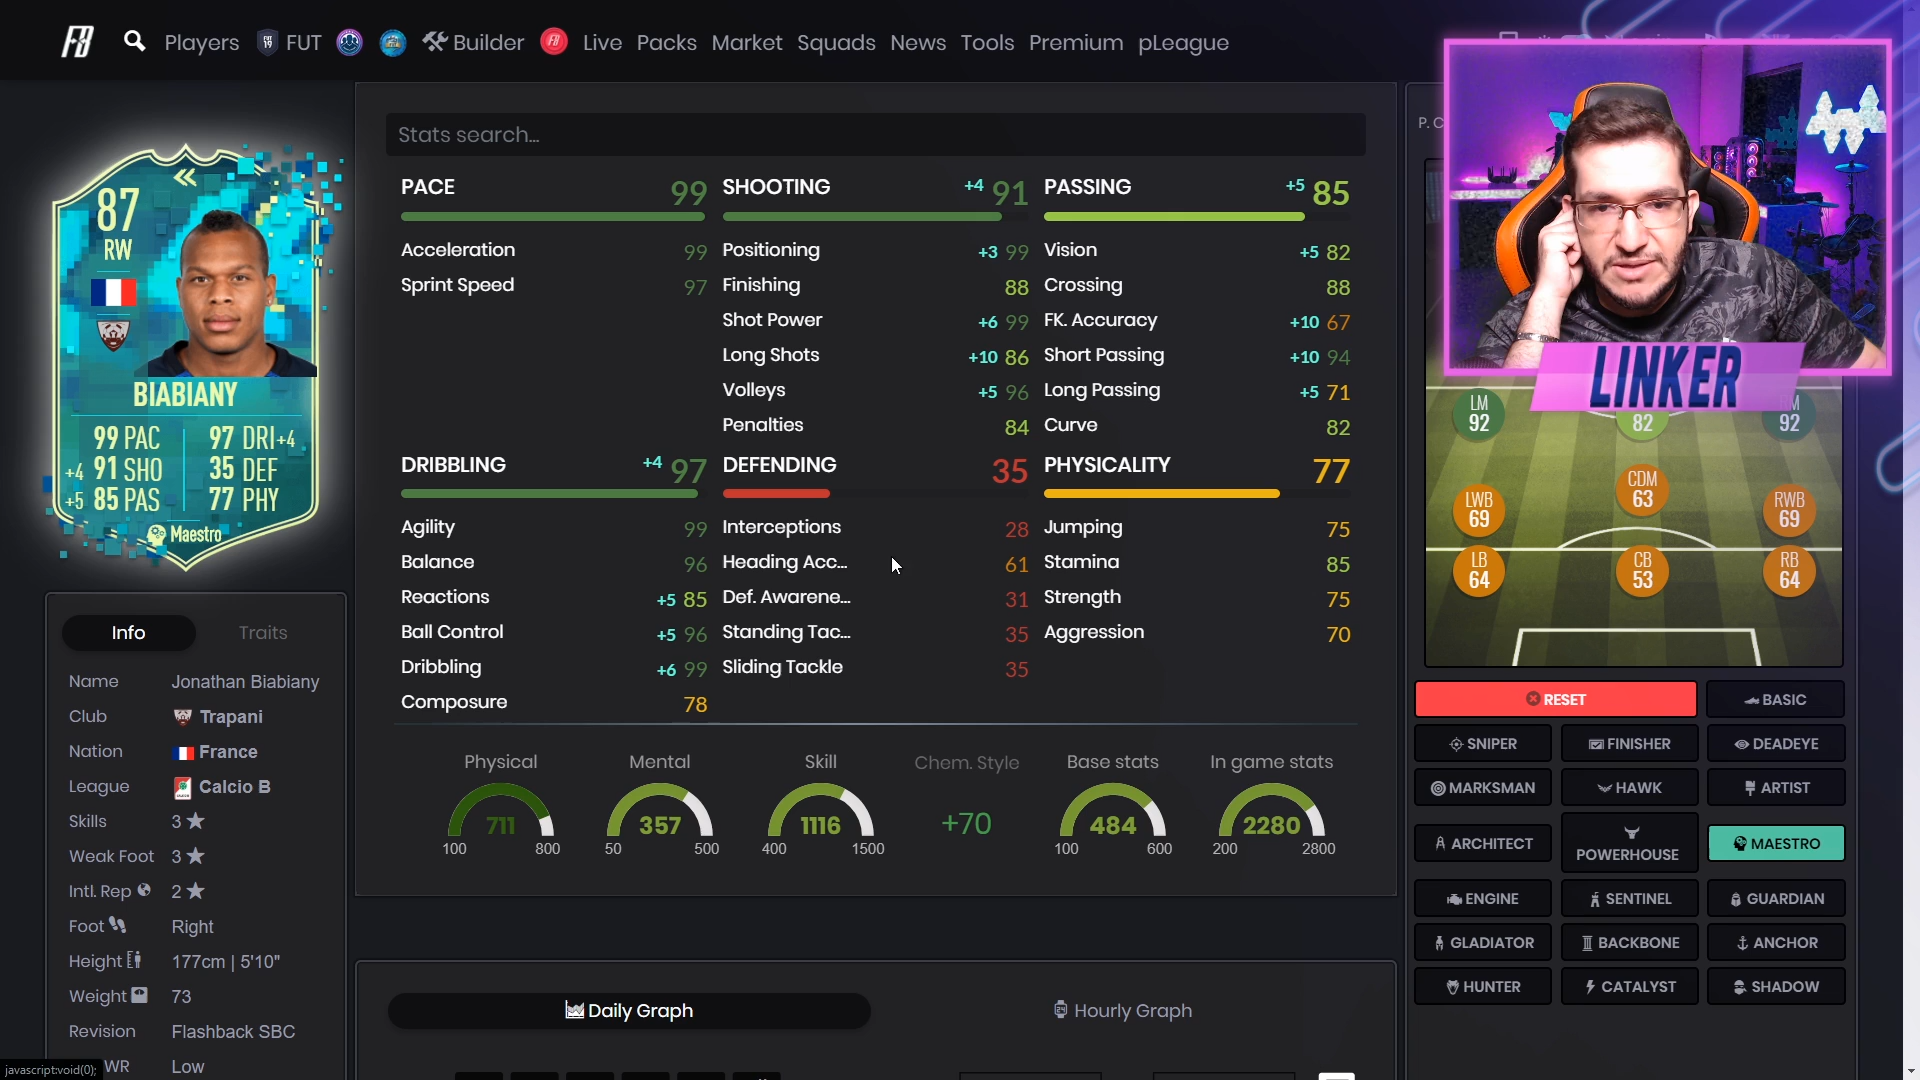 Players FUT Builder Live Packs Market Squads News Tools Premium pLeague
87
RW
BIABIANY
99 PAC 97 DRI+4
+4 91 SHO 35 DEF
+5 85 PAS 77 PHY
Maestro
Info Traits
Name Jonathan Biabiany
Club Trapani
Nation France
League Calcio B
Skills 3
Weak Foot 3
Intl. Rep 2
Foot Right
Height 177cm | 5'10"
Weight 73
Revision Flashback SBC
WR Low
javascript:void(0);
Stats search...
PACE 99
Acceleration 99
Sprint Speed 97
SHOOTING +4 91
Positioning +3 99
Finishing 88
Shot Power +6 99
Long Shots +10 86
Volleys +5 96
Penalties 84
PASSING +5 85
Vision +5 82
Crossing 88
FK. Accuracy +10 67
Short Passing +10 94
Long Passing +5 71
Curve 82
DRIBBLING +4 97
Agility 99
Balance 96
Reactions +5 85
Ball Control +5 96
Dribbling +6 99
Composure 78
DEFENDING 35
Interceptions 28
Heading Acc... 61
Def. Awarene... 31
Standing Tac... 35
Sliding Tackle 35
PHYSICALITY 77
Jumping 75
Stamina 85
Strength 75
Aggression 70
Physical Mental Skill Chem. Style Base stats In game stats
711 357 1116 +70 484 2280
100 800 50 500 400 1500 100 600 200 2800
Daily Graph Hourly Graph
P. C
LINKER
LM
92
82
92
LWB
69
CDM
63
RWB
69
LB
64
CB
53
RB
64
RESET BASIC
SNIPER FINISHER DEADEYE
MARKSMAN HAWK ARTIST
ARCHITECT POWERHOUSE MAESTRO
ENGINE SENTINEL GUARDIAN
GLADIATOR BACKBONE ANCHOR
HUNTER CATALYST SHADOW